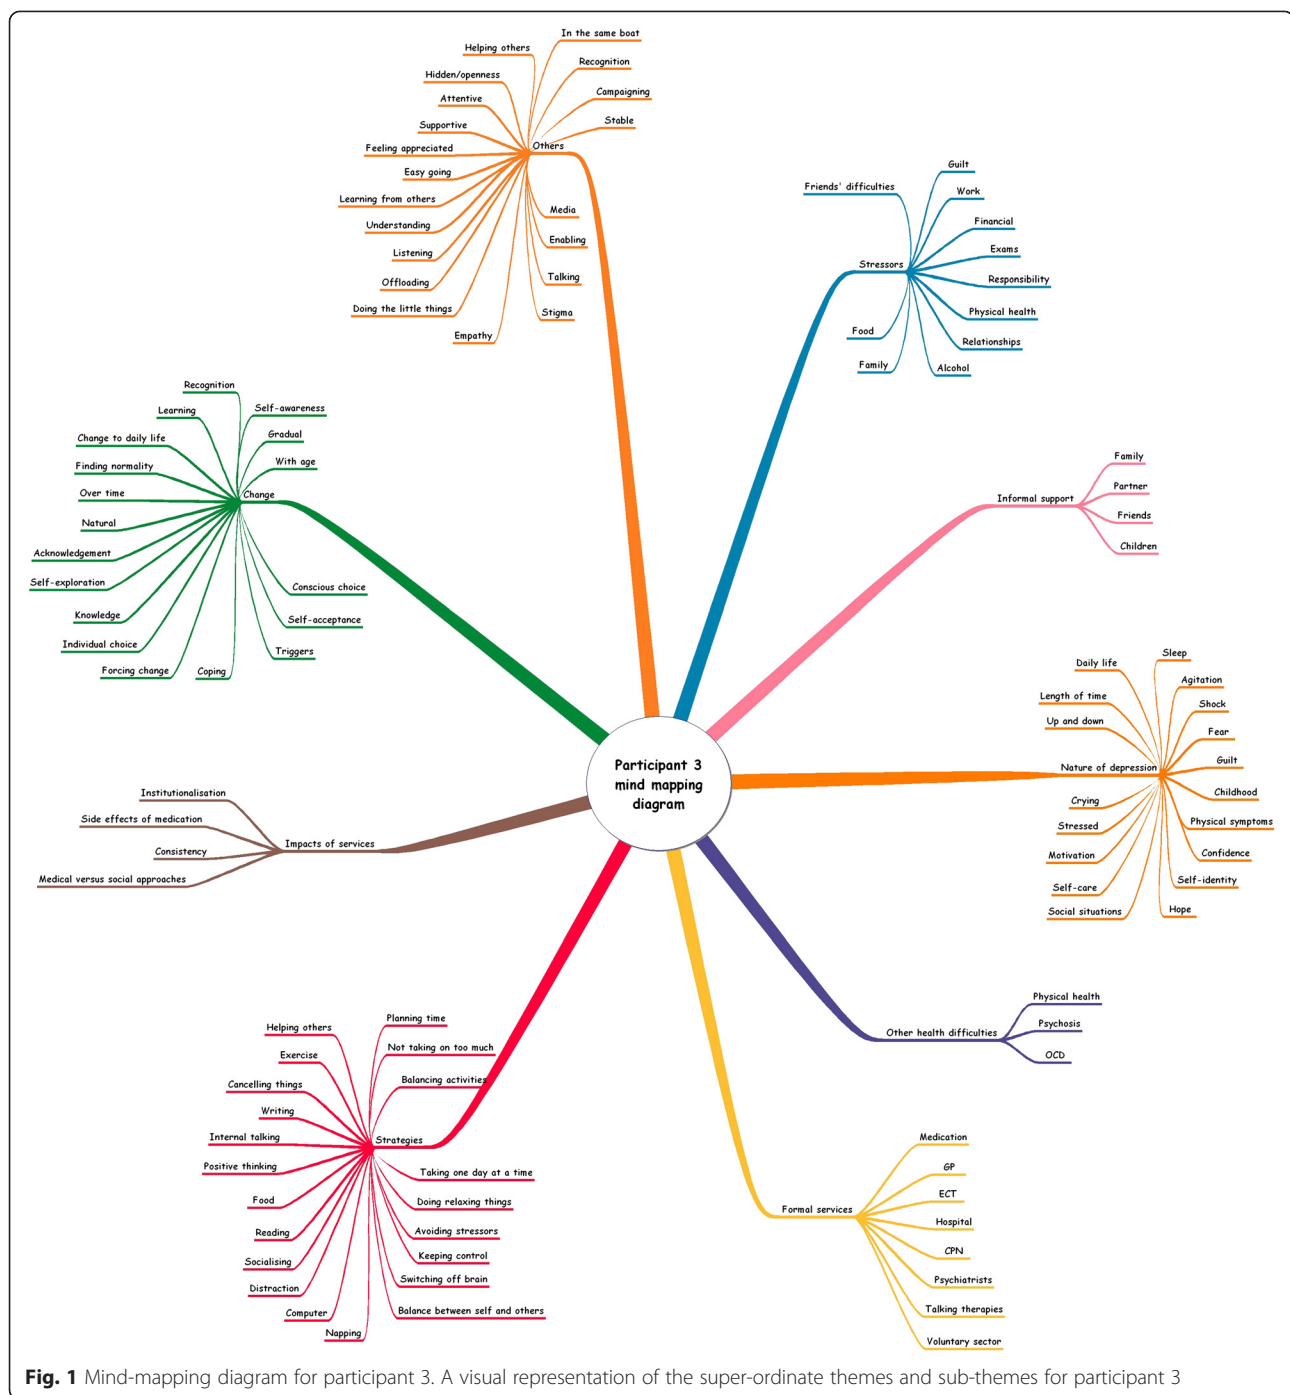 In the same boat
Helping others
Recognition
Hidden/openness
Campaigning
Attentive
Stable
Supportive
Others
Feeling appreciated
Easy going
Learning from others
Media
Understanding
Enabling
Listening
Talking
Offloading
Doing the little things
Stigma
Empathy
Guilt
Friends' difficulties
Work
Financial
Exams
Stressors
Responsibility
Physical health
Food
Relationships
Family
Alcohol
Recognition
Self-awareness
Learning
Gradual
Change to daily life
With age
Finding normality
Over time
Change
Natural
Acknowledgement
Self-exploration
Conscious choice
Knowledge
Self-acceptance
Individual choice
Triggers
Forcing change
Coping
Family
Partner
Informal support
Friends
Children
Sleep
Daily life
Agitation
Length of time
Shock
Up and down
Fear
Guilt
Nature of depression
Childhood
Crying
Physical symptoms
Stressed
Motivation
Confidence
Self-care
Self-identity
Social situations
Hope
Participant 3
mind mapping
diagram
Institutionalisation
Side effects of medication
Impacts of services
Consistency
Medical versus social approaches
Physical health
Other health difficulties
Psychosis
OCD
Planning time
Helping others
Not taking on too much
Exercise
Balancing activities
Cancelling things
Writing
Internal talking
Strategies
Positive thinking
Taking one day at a time
Food
Doing relaxing things
Reading
Avoiding stressors
Socialising
Keeping control
Distraction
Switching off brain
Computer
Balance between self and others
Napping
Medication
GP
ECT
Formal services
Hospital
CPN
Psychiatrists
Talking therapies
Voluntary sector
Fig. 1 Mind-mapping diagram for participant 3. A visual representation of the super-ordinate themes and sub-themes for participant 3